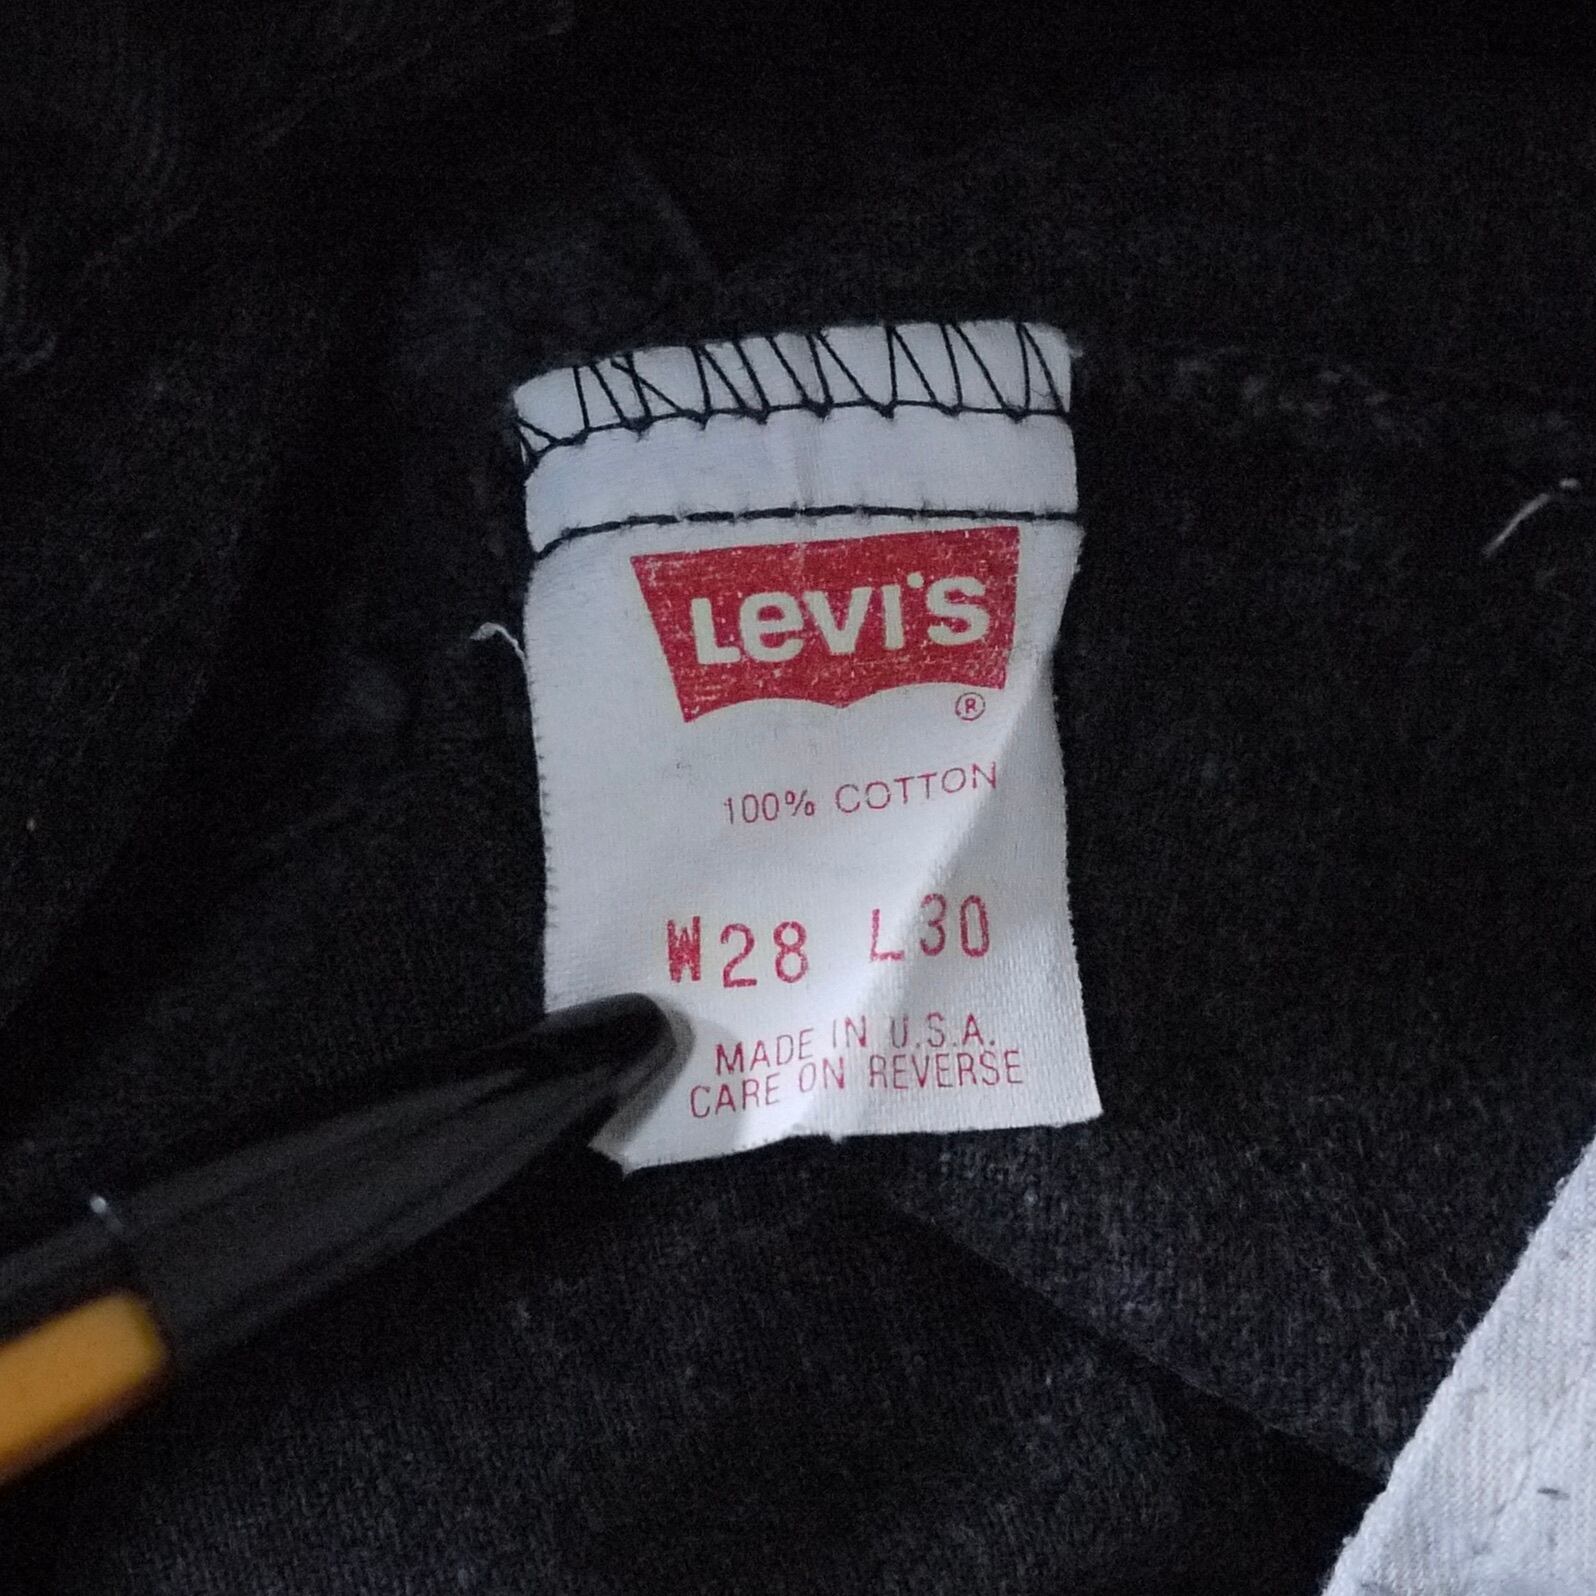 Levi's
®
100% COTTON
W28 L30
MADE IN U.S.A.
CARE ON REVERSE